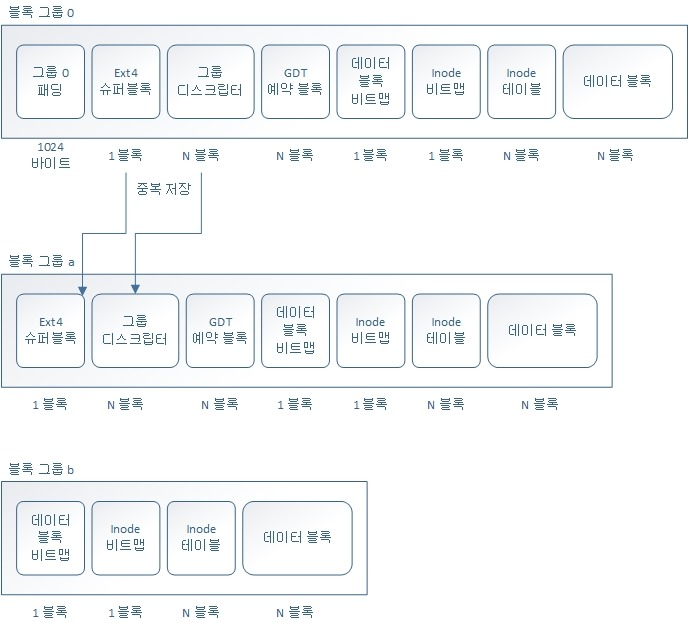 블록 그룹 0
그룹 0
패딩
Ext4
슈퍼블록
그룹
디스크립터
GDT
예약 블록
데이터
블록
비트맵
Inode
비트맵
Inode
테이블
데이터 블록
1024
바이트
1 블록
N 블록
N 블록
1 블록
1 블록
N 블록
N 블록
중복 저장
블록 그룹 a
Ext4
슈퍼블록
그룹
디스크립터
GDT
예약 블록
데이터
블록
비트맵
Inode
비트맵
Inode
테이블
데이터 블록
1 블록
N 블록
N 블록
1 블록
1 블록
N 블록
N 블록
블록 그룹 b
데이터
블록
비트맵
Inode
비트맵
Inode
테이블
데이터 블록
1 블록
1 블록
N 블록
N 블록